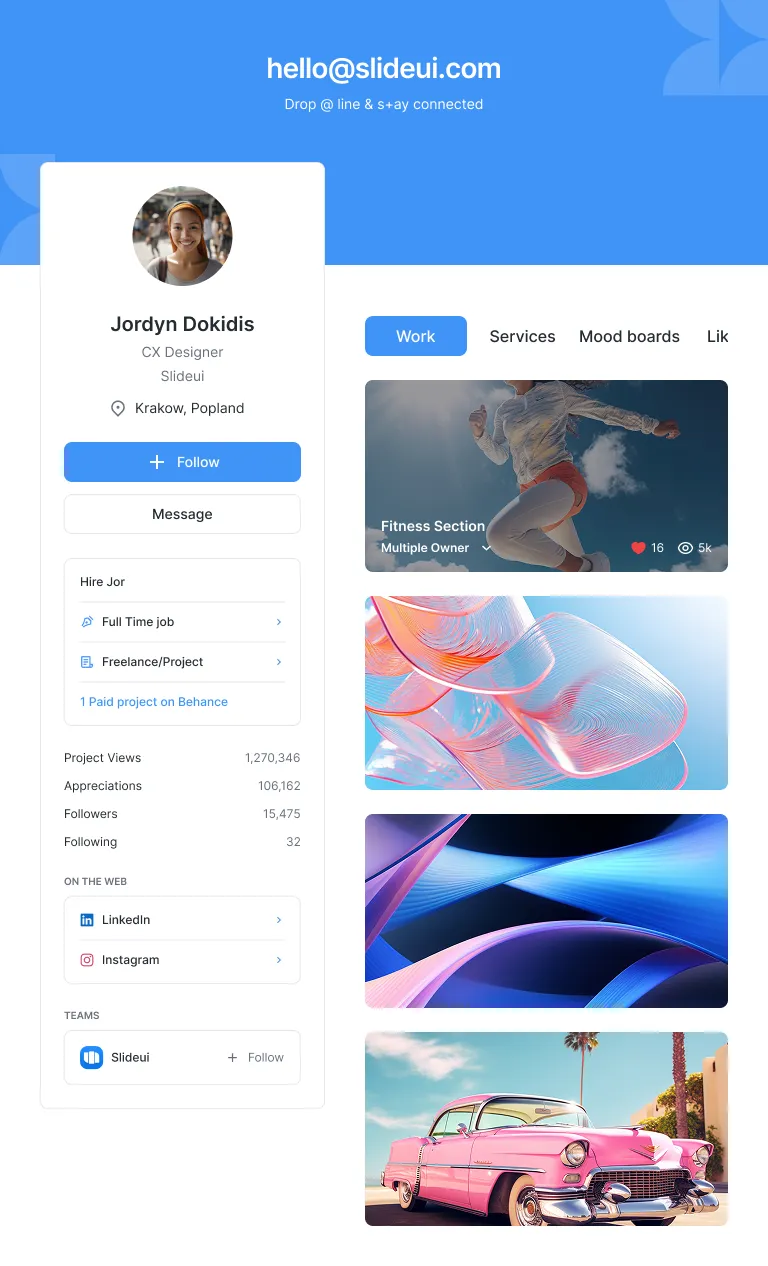 hello@slideui.com
Drop @ line & s+ay connected
Jordyn Dokidis
CX Designer
Slideui
Krakow, Popland
Follow
Message
Hire Jor
Full Time job
Freelance/Project
1 Paid project on Behance
Project Views 1,270,346
Appreciations 106,162
Followers 15,475
Following 32
ON THE WEB
LinkedIn
Instagram
TEAMS
Slideui Follow
Work Services Mood boards Lik
Fitness Section
Multiple Owner 16 5k